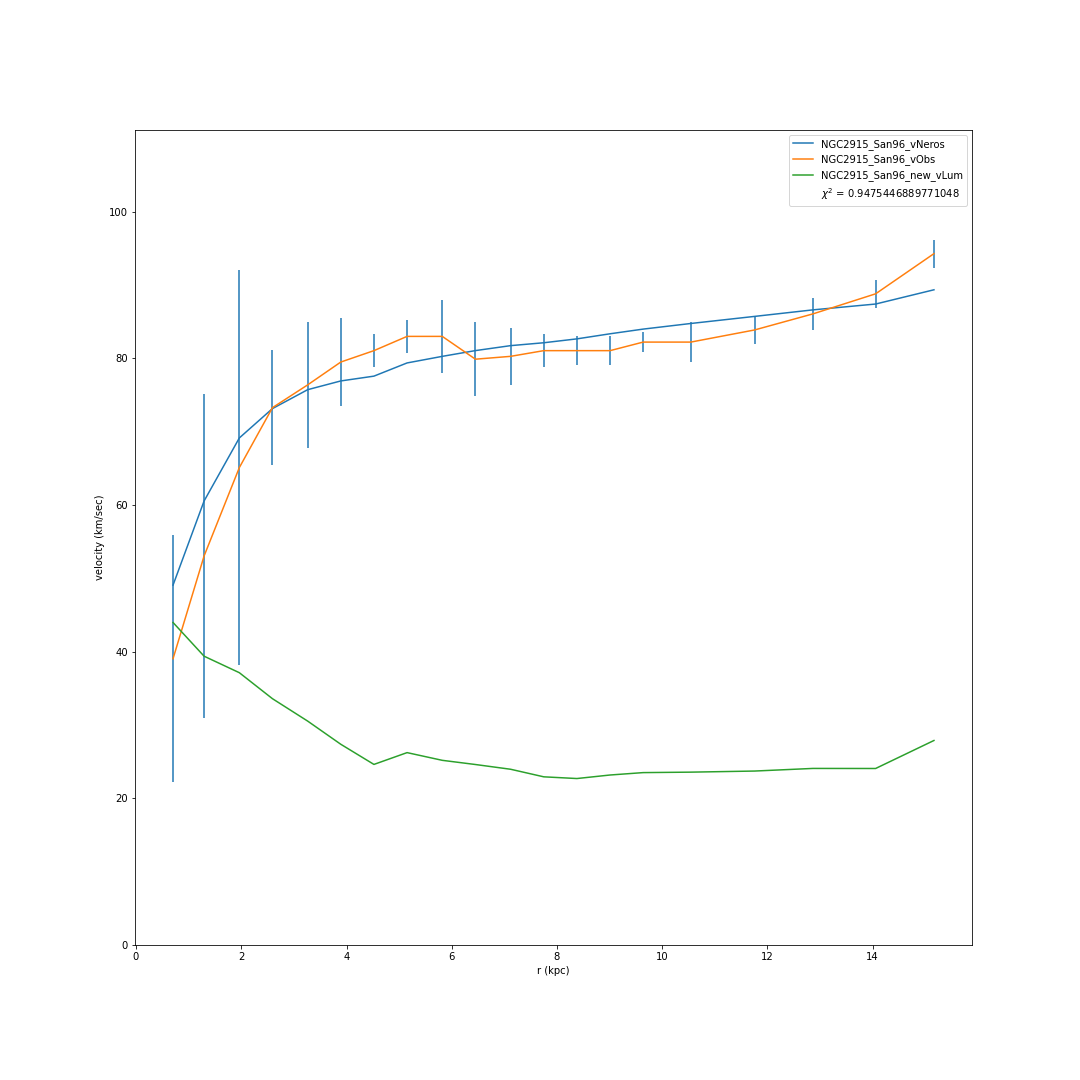 NGC2915_San96_vNeros
NGC2915_San96_vObs
NGC2915_San96_new_vLum
χ² = 0.9475446889771048
100
80
60
40
20
0
velocity (km/sec)
0 2 4 6 8 10 12 14
r (kpc)